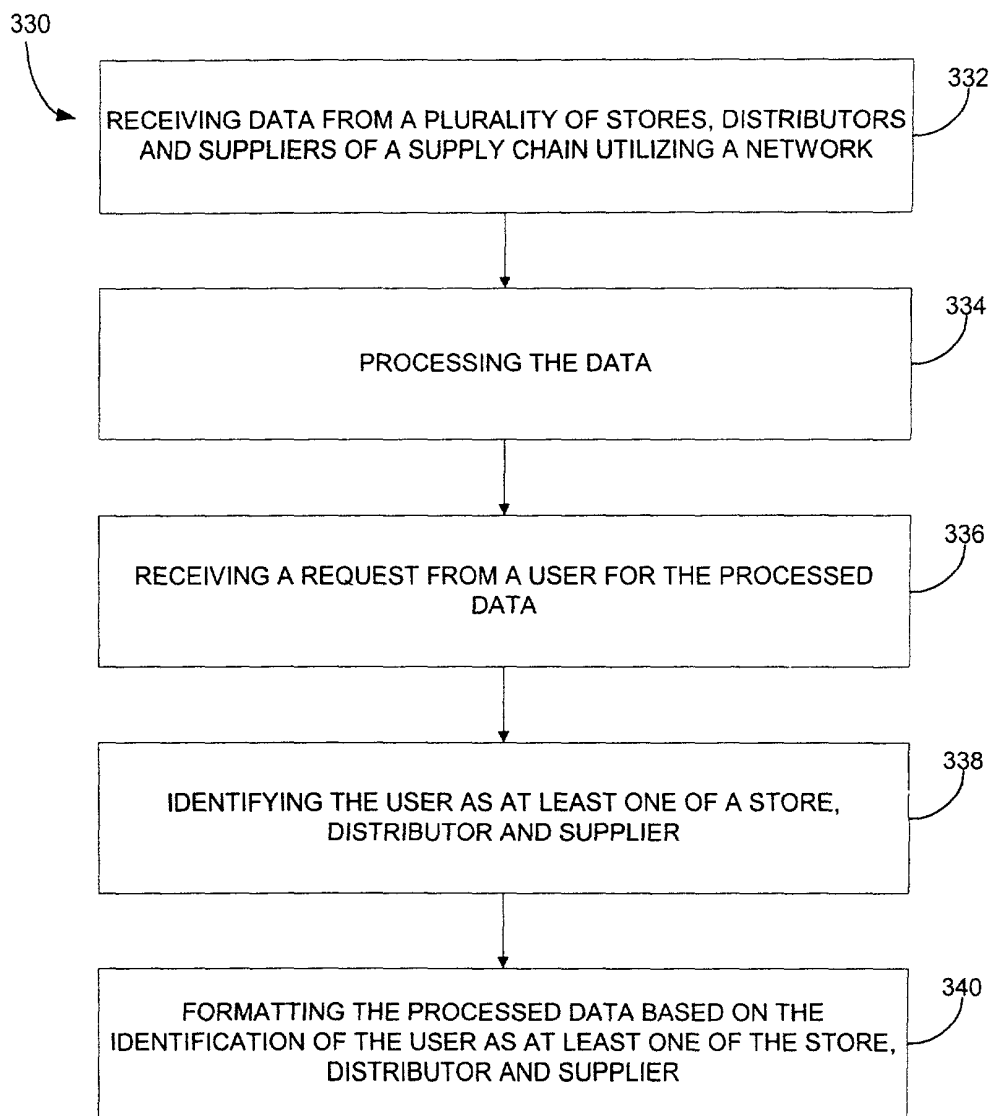 330
332
RECEIVING DATA FROM A PLURALITY OF STORES, DISTRIBUTORS
AND SUPPLIERS OF A SUPPLY CHAIN UTILIZING A NETWORK
334
PROCESSING THE DATA
336
RECEIVING A REQUEST FROM A USER FOR THE PROCESSED
DATA
338
IDENTIFYING THE USER AS AT LEAST ONE OF A STORE,
DISTRIBUTOR AND SUPPLIER
340
FORMATTING THE PROCESSED DATA BASED ON THE
IDENTIFICATION OF THE USER AS AT LEAST ONE OF THE STORE,
DISTRIBUTOR AND SUPPLIER